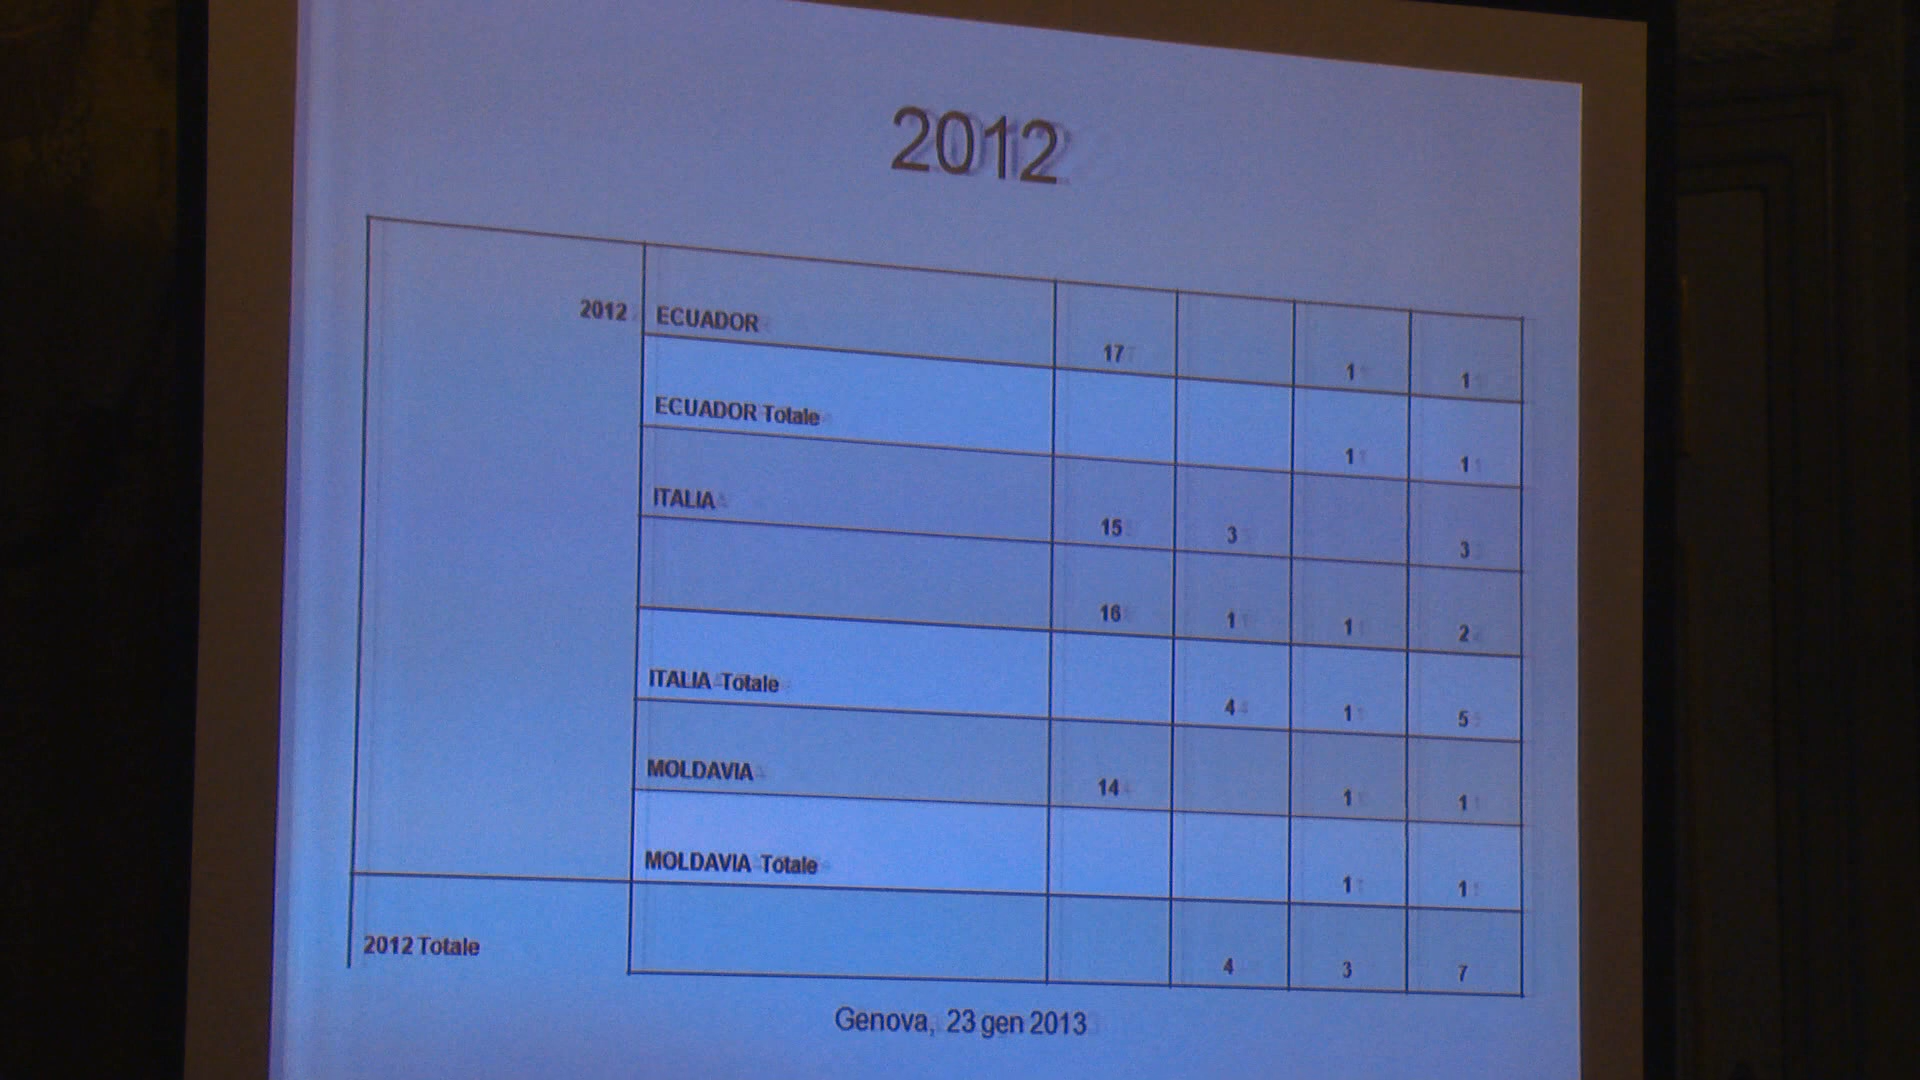 2012
2012 ECUADOR 17 1 1
ECUADOR Totale 1 1
ITALIA 15 3 3
16 1 1 2
ITALIA Totale 4 1 5
MOLDAVIA 14 1 1
MOLDAVIA Totale 1 1
2012 Totale 4 3 7
Genova, 23 gen 2013